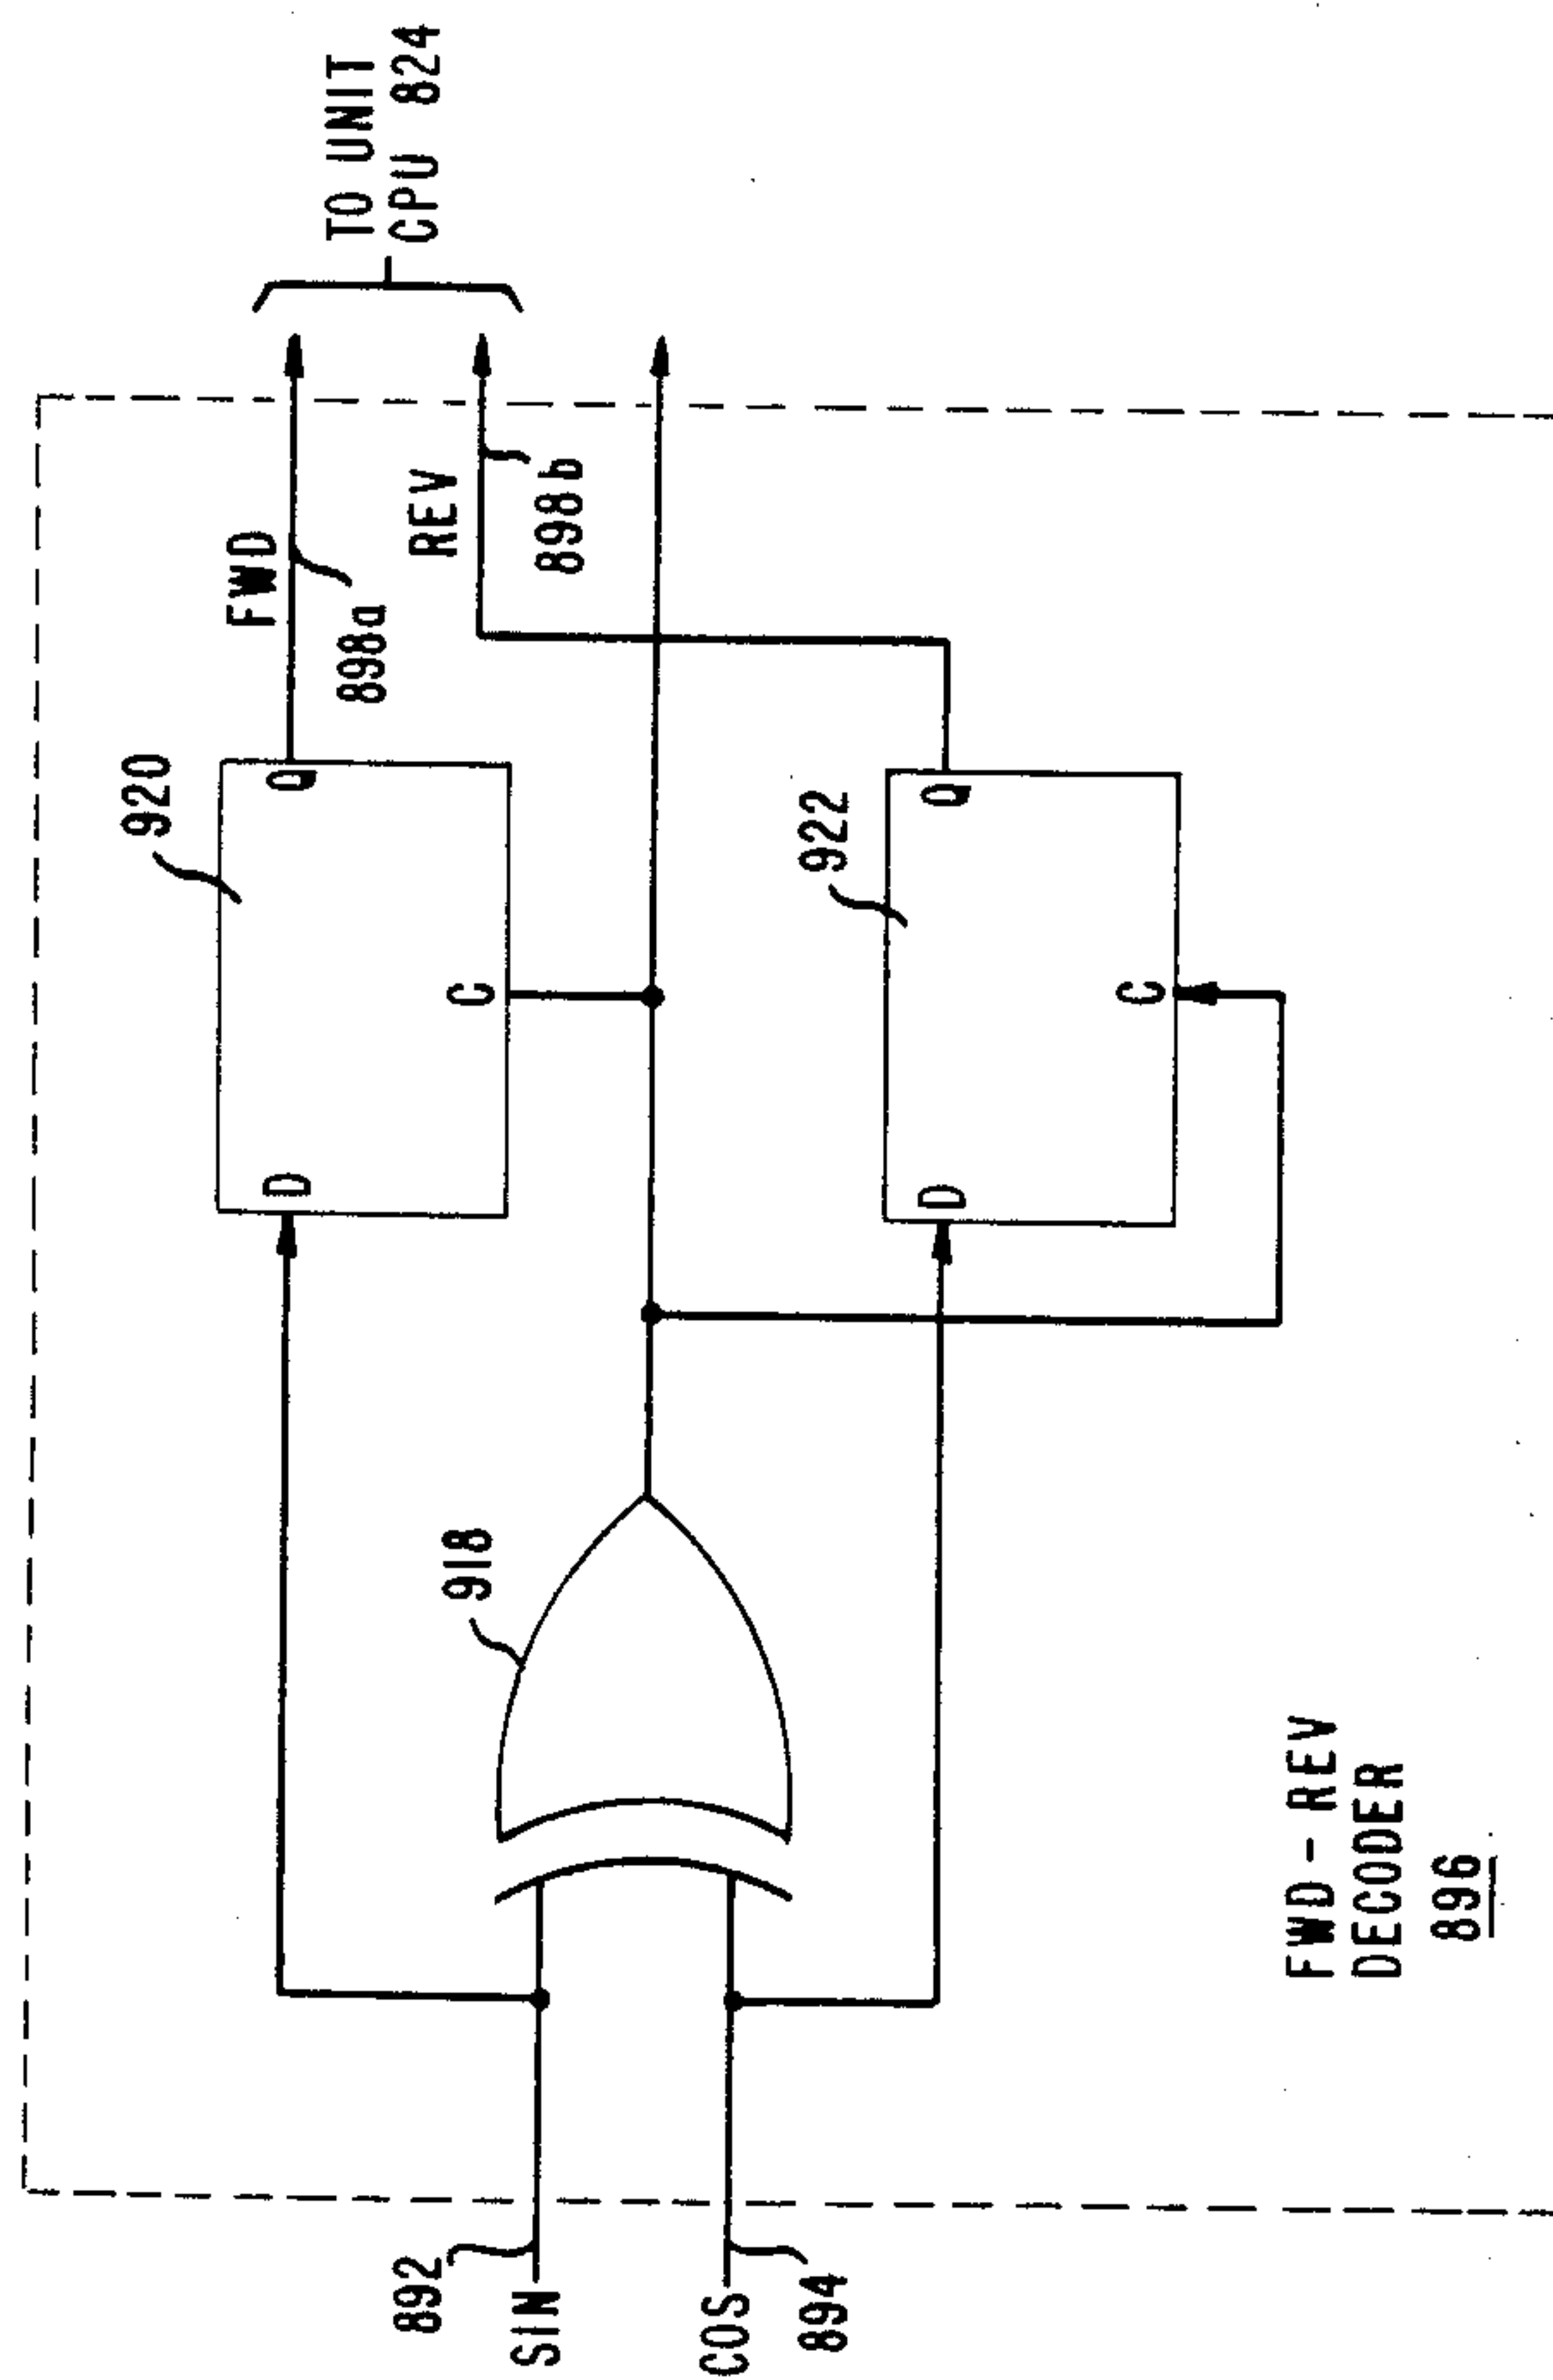 TO UNIT
CPU 824
FWD
898a
REV
898b
920
D
Q
C
922
D
Q
C
918
892
SIN
COS
894
FWD-REV
DECODER
896